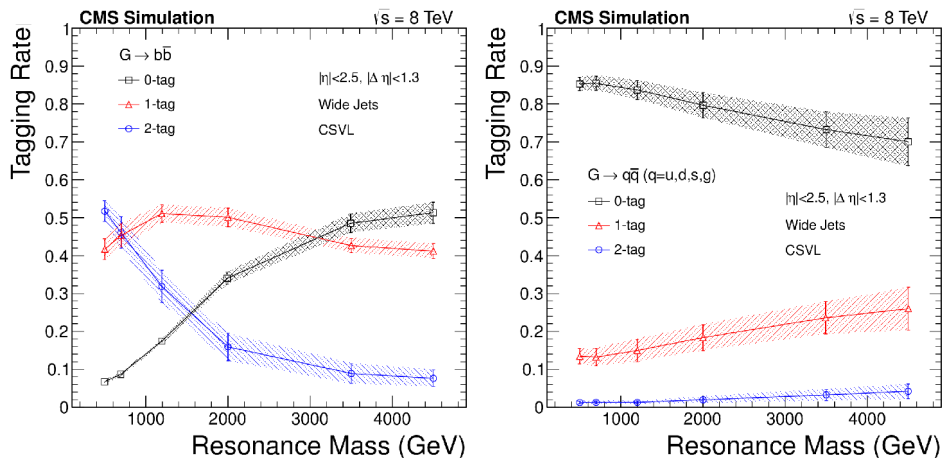 CMS Simulation
√s = 8 TeV
Tagging Rate
1
0.9
0.8
0.7
0.6
0.5
0.4
0.3
0.2
0.1
0
G → bb̅
0-tag
1-tag
2-tag
|η|<2.5, |Δ η|<1.3
Wide Jets
CSVL
1000
2000
3000
4000
Resonance Mass (GeV)
CMS Simulation
√s = 8 TeV
Tagging Rate
1
0.9
0.8
0.7
0.6
0.5
0.4
0.3
0.2
0.1
0
G → qq̅ (q=u,d,s,g)
0-tag
1-tag
2-tag
|η|<2.5, |Δ η|<1.3
Wide Jets
CSVL
1000
2000
3000
4000
Resonance Mass (GeV)